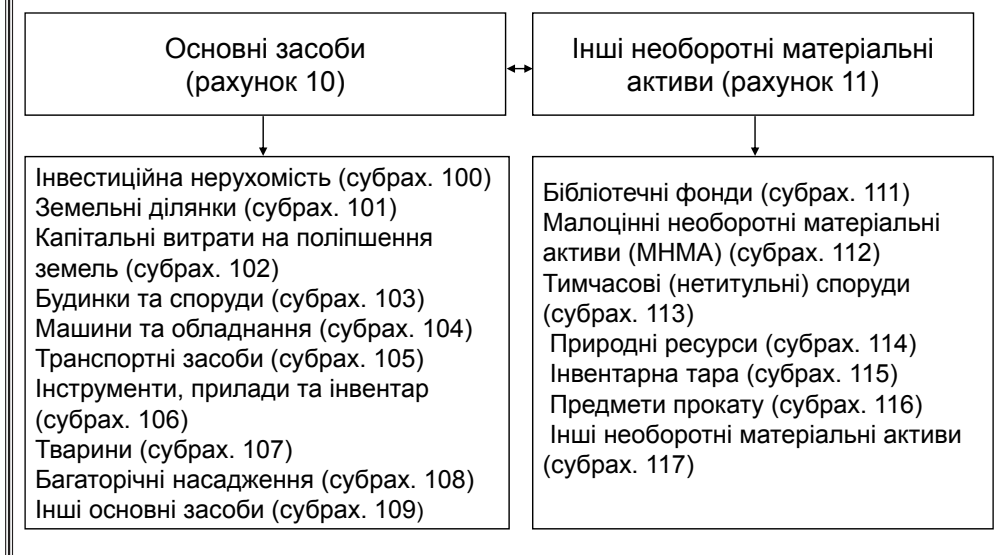 Основні засоби
(рахунок 10)
Інші необоротні матеріальні
активи (рахунок 11)
Інвестиційна нерухомість (субрах. 100)
Земельні ділянки (субрах. 101)
Капітальні витрати на поліпшення
земель (субрах. 102)
Будинки та споруди (субрах. 103)
Машини та обладнання (субрах. 104)
Транспортні засоби (субрах. 105)
Інструменти, прилади та інвентар
(субрах. 106)
Тварини (субрах. 107)
Багаторічні насадження (субрах. 108)
Інші основні засоби (субрах. 109)
Бібліотечні фонди (субрах. 111)
Малоцінні необоротні матеріальні
активи (МНМА) (субрах. 112)
Тимчасові (нетитульні) споруди
(субрах. 113)
Природні ресурси (субрах. 114)
Інвентарна тара (субрах. 115)
Предмети прокату (субрах. 116)
Інші необоротні матеріальні активи
(субрах. 117)